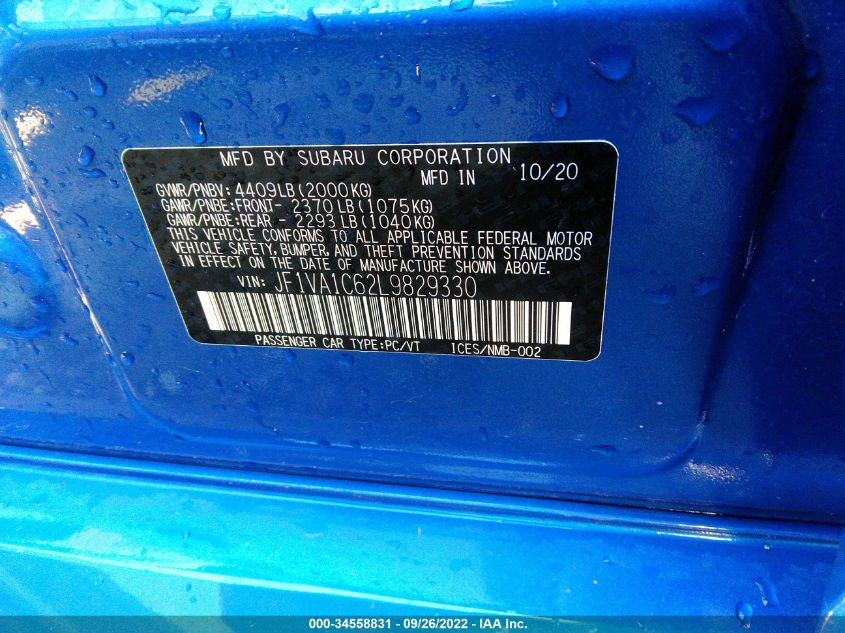 MFD BY SUBARU CORPORATION
MFD IN 10/20
GVWR/PNBV: 4409LB(2000KG)
GAWR/PNBE:FRONT- 2370LB(1075KG)
GAWR/PNBE:REAR - 2293LB(1040KG)
THIS VEHICLE CONFORMS TO ALL APPLICABLE FEDERAL MOTOR
VEHICLE SAFETY, BUMPER, AND THEFT PREVENTION STANDARDS
IN EFFECT ON THE DATE OF MANUFACTURE SHOWN ABOVE.
VIN: JF1VA1C62L9829330
PASSENGER CAR TYPE:PC/VT ICES/NMB-002
000-34558831 - 09/26/2022 - IAA Inc.